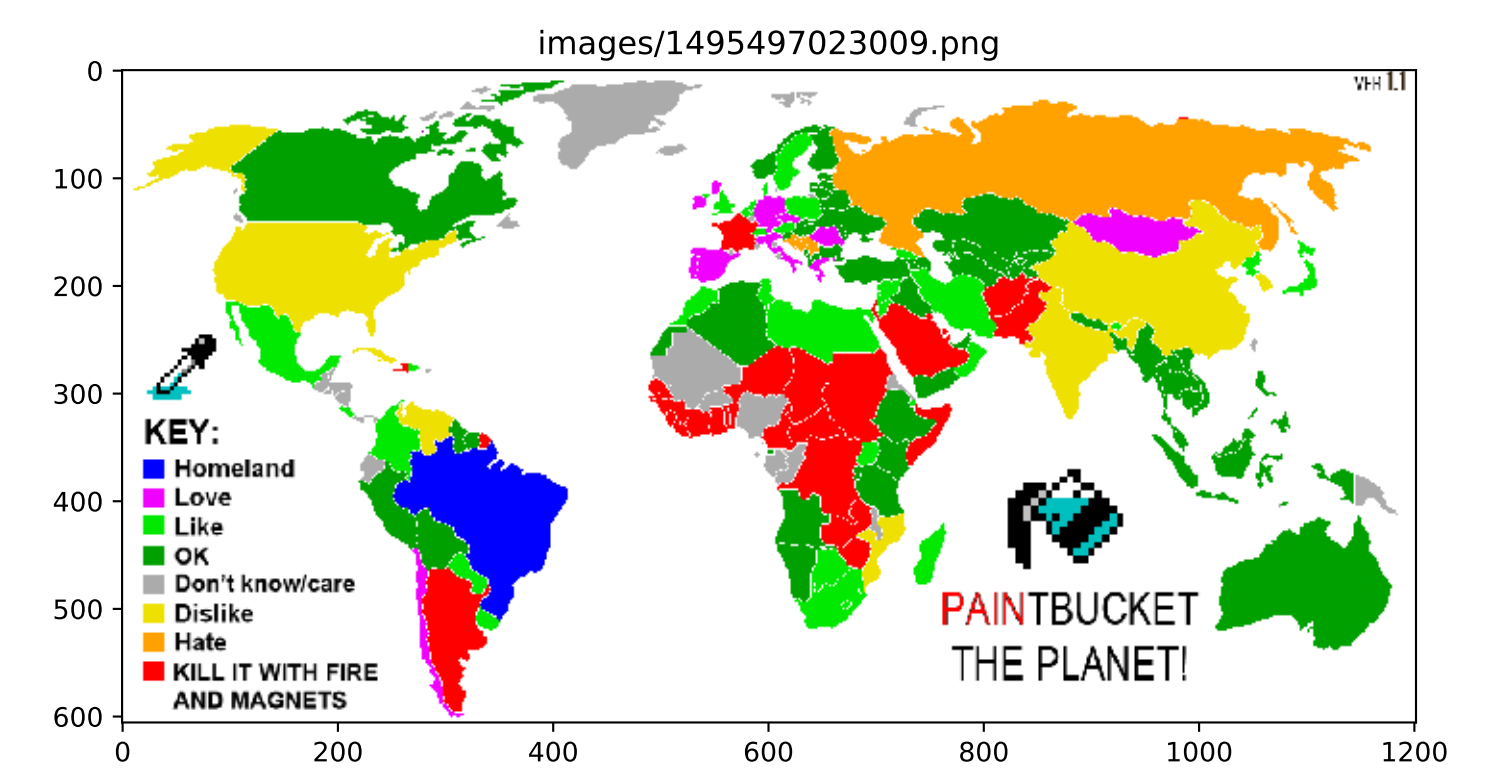 images/1495497023009.png
VER 1.1
KEY:
Homeland
Love
Like
OK
Don't know/care
Dislike
Hate
KILL IT WITH FIRE
AND MAGNETS
PAINTBUCKET
THE PLANET!
0
100
200
300
400
500
600
0
200
400
600
800
1000
1200